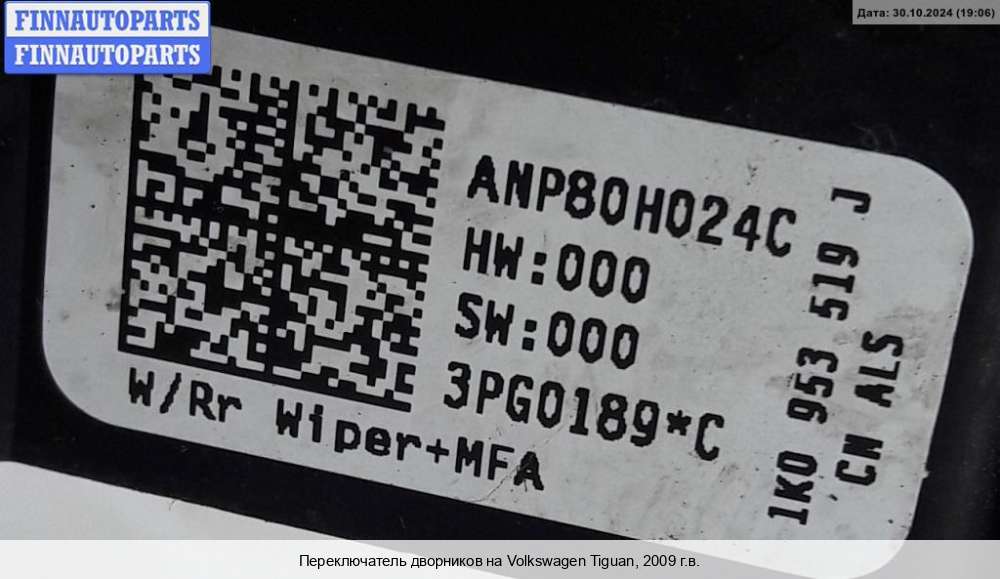 FINNAUTOPARTS
FINNAUTOPARTS
Дата: 30.10.2024 (19:06)
ANP80H024C
HW:000
SW:000
3PG0189*C
W/Rr Wiper+MFA
1K0 953 519 J
CN ALS
Переключатель дворников на Volkswagen Tiguan, 2009 г.в.